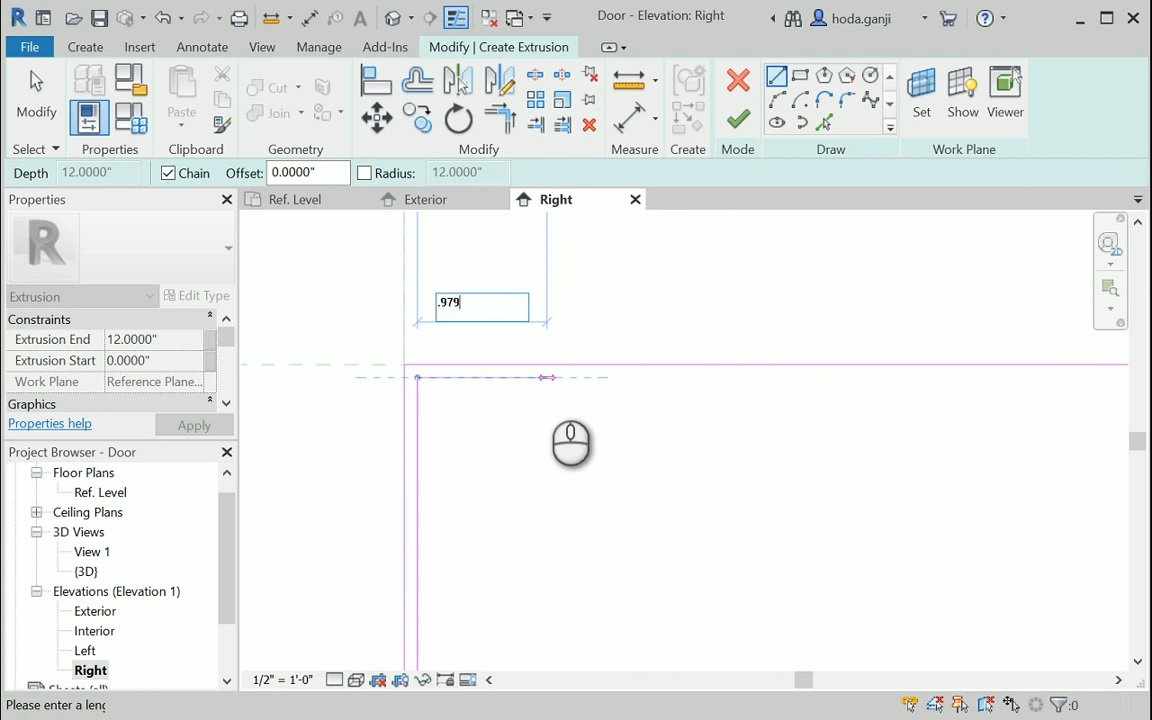 Door - Elevation: Right
hoda.ganji
File
Create
Insert
Annotate
View
Manage
Add-Ins
Modify | Create Extrusion
Modify
Paste
Cut
Join
Set
Show
Viewer
Select
Properties
Clipboard
Geometry
Modify
Measure
Create
Mode
Draw
Work Plane
Depth
12.0000"
Chain
Offset:
0.0000"
Radius:
12.0000"
Properties
Ref. Level
Exterior
Right
Extrusion
Edit Type
Constraints
Extrusion End
12.0000"
Extrusion Start
0.0000"
Work Plane
Reference Plane...
Graphics
Properties help
Apply
.979
Project Browser - Door
Floor Plans
Ref. Level
Ceiling Plans
3D Views
View 1
{3D}
Elevations (Elevation 1)
Exterior
Interior
Left
Right
1/2" = 1'-0"
Please enter a leng
:0